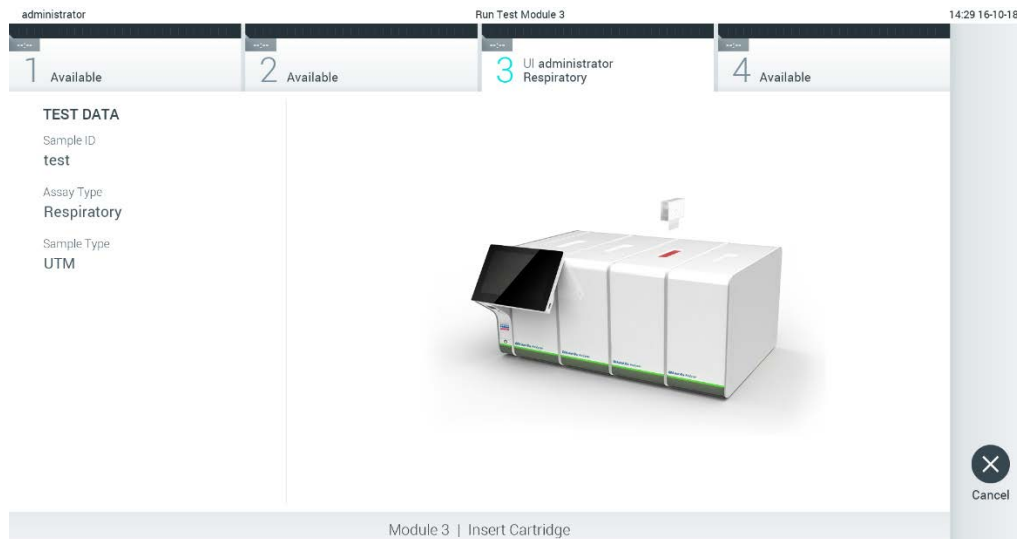 administrator
Run Test Module 3
14:29 16-10-18
--:--
1 Available
--:--
2 Available
--:--
3 UI administrator
Respiratory
--:--
4 Available
TEST DATA
Sample ID
test
Assay Type
Respiratory
Sample Type
UTM
Cancel
Module 3 | Insert Cartridge